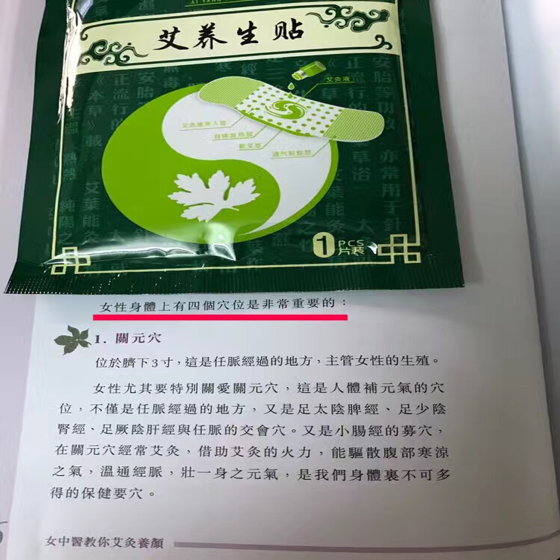 艾养生贴
艾食液
1 PCS
片装
女性身體上有四個穴位是非常重要的：
1. 關元穴
位於臍下3寸，這是任脈經過的地方，主管女性的生殖。
女性尤其要特別關愛關元穴，這是人體補元氣的穴
位，不僅是任脈經過的地方，又是足太陰脾經、足少陰
腎經、足厥陰肝經與任脈的交會穴。又是小腸經的募穴，
在關元穴經常艾灸，借助艾灸的火力，能驅散腹部寒涼
之氣，溫通經脈，壯一身之元氣，是我們身體裏不可多
得的保健要穴。
女中醫教你艾灸養顏